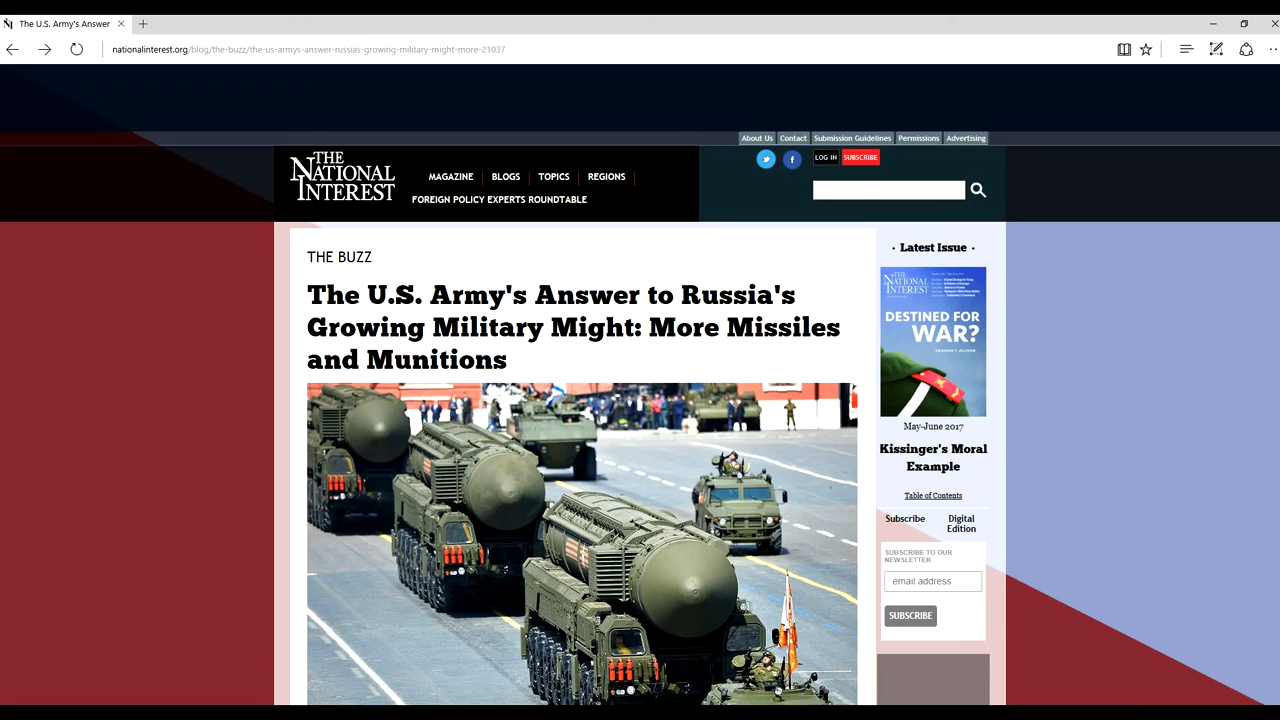 The U.S. Army's Answer
nationalinterest.org/blog/the-buzz/the-us-armys-answer-russias-growing-military-might-more-21037
About Us
Contact
Submission Guidelines
Permissions
Advertising
THE
NATIONAL
INTEREST
MAGAZINE
BLOGS
TOPICS
REGIONS
FOREIGN POLICY EXPERTS ROUNDTABLE
LOG IN
SUBSCRIBE
THE BUZZ
The U.S. Army's Answer to Russia's
Growing Military Might: More Missiles
and Munitions
· Latest Issue ·
THE
NATIONAL
INTEREST
DESTINED FOR
WAR?
GRAHAM T. ALLISON
May-June 2017
Kissinger's Moral
Example
Table of Contents
Subscribe
Digital
Edition
SUBSCRIBE TO OUR
NEWSLETTER
email address
SUBSCRIBE